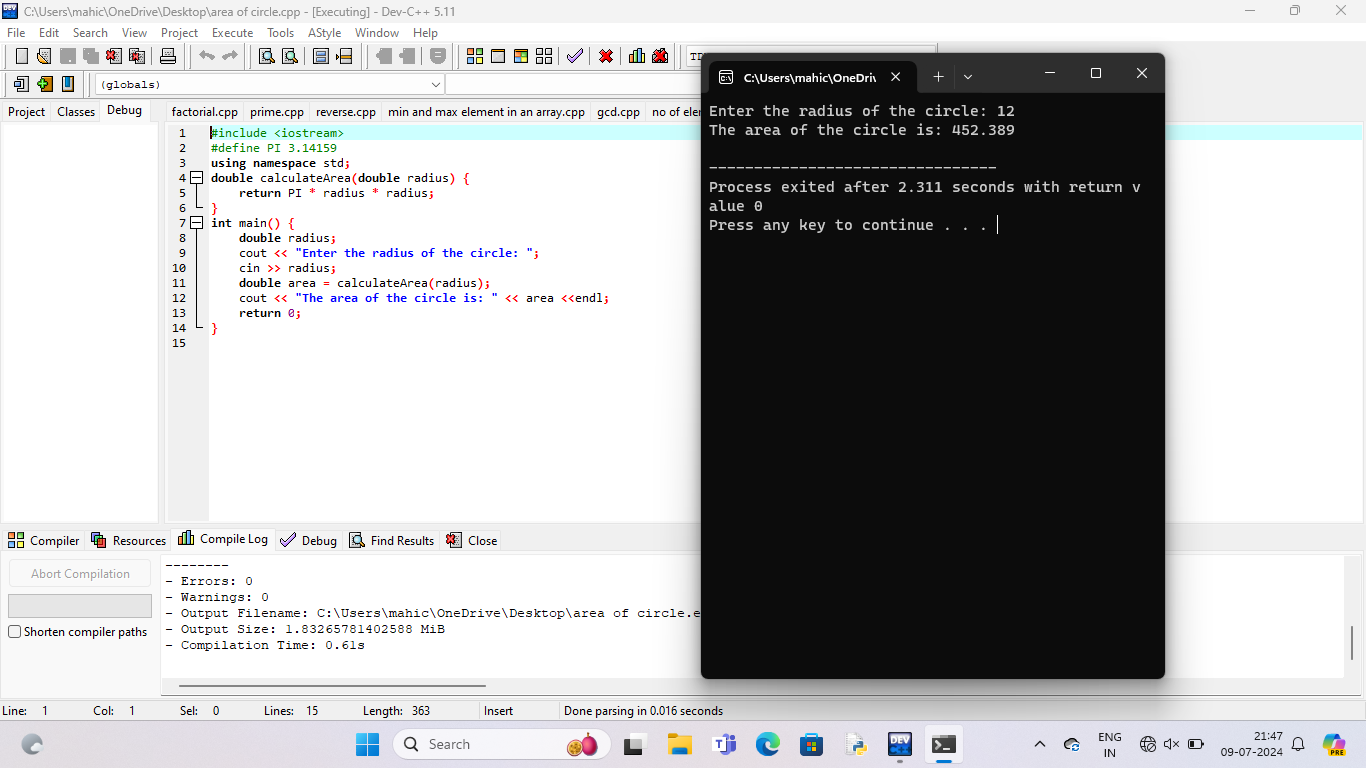 C:\Users\mahic\OneDrive\Desktop\area of circle.cpp - [Executing] - Dev-C++ 5.11
File Edit Search View Project Execute Tools AStyle Window Help
(globals)
Project Classes Debug
factorial.cpp prime.cpp reverse.cpp min and max element in an array.cpp gcd.cpp no of
1 #include <iostream>
2 #define PI 3.14159
3 using namespace std;
4 double calculateArea(double radius) {
5 return PI * radius * radius;
6 }
7 int main() {
8 double radius;
9 cout << "Enter the radius of the circle: ";
10 cin >> radius;
11 double area = calculateArea(radius);
12 cout << "The area of the circle is: " << area <<endl;
13 return 0;
14 }
15
C:\Users\mahic\OneDri
Enter the radius of the circle: 12
The area of the circle is: 452.389
--------------------------------
Process exited after 2.311 seconds with return v
alue 0
Press any key to continue . . .
Compiler Resources Compile Log Debug Find Results Close
Abort Compilation
Shorten compiler paths
--------
- Errors: 0
- Warnings: 0
- Output Filename: C:\Users\mahic\OneDrive\Desktop\area of circle.e
- Output Size: 1.83265781402588 MiB
- Compilation Time: 0.61s
Line: 1 Col: 1 Sel: 0 Lines: 15 Length: 363 Insert Done parsing in 0.016 seconds
Search
DEV
ENG
IN
21:47
09-07-2024
PRE